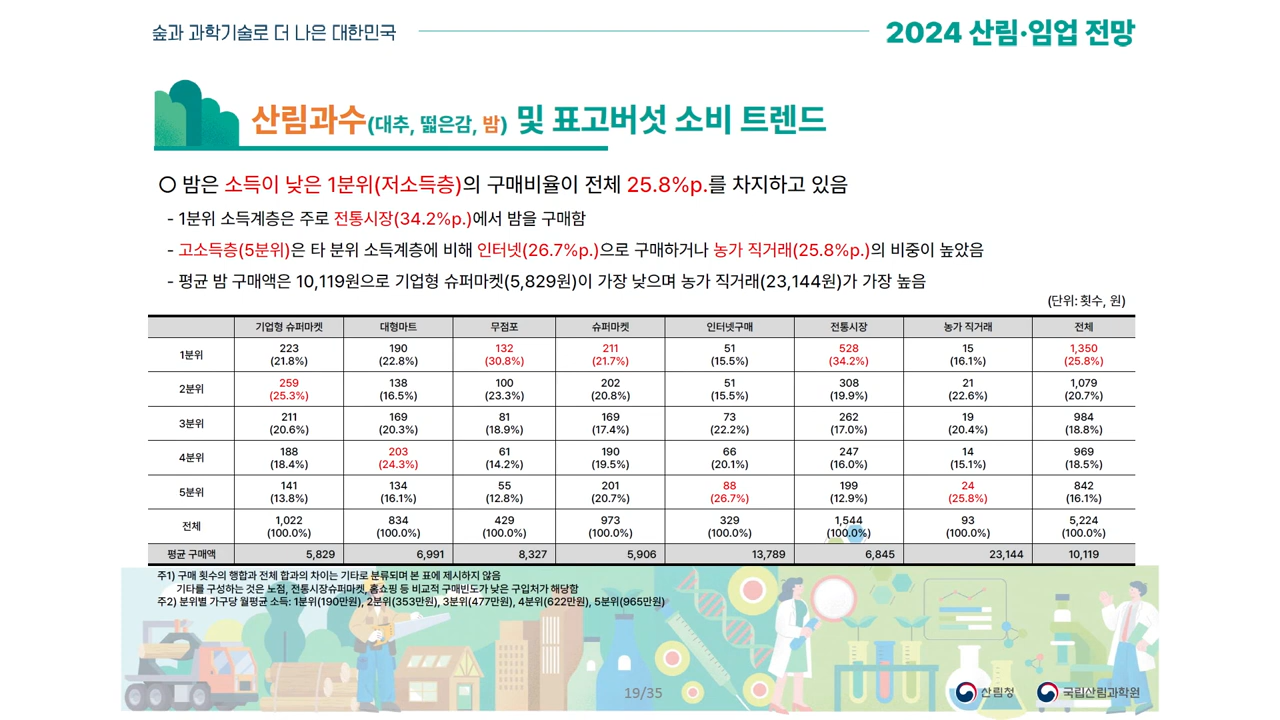 숲과 과학기술로 더 나은 대한민국
2024 산림·임업 전망
산림과수(대추, 떫은감, 밤) 및 표고버섯 소비 트렌드
○ 밤은 소득이 낮은 1분위(저소득층)의 구매비율이 전체 25.8%p.를 차지하고 있음
- 1분위 소득계층은 주로 전통시장(34.2%p.)에서 밤을 구매함
- 고소득층(5분위)은 타 분위 소득계층에 비해 인터넷(26.7%p.)으로 구매하거나 농가 직거래(25.8%p.)의 비중이 높았음
- 평균 밤 구매액은 10,119원으로 기업형 슈퍼마켓(5,829원)이 가장 낮으며 농가 직거래(23,144원)가 가장 높음
(단위: 횟수, 원)
기업형 슈퍼마켓 대형마트 무점포 슈퍼마켓 인터넷구매 전통시장 농가 직거래 전체
1분위 223 190 132 211 51 528 15 1,350
(21.8%) (22.8%) (30.8%) (21.7%) (15.5%) (34.2%) (16.1%) (25.8%)
2분위 259 138 100 202 51 308 21 1,079
(25.3%) (16.5%) (23.3%) (20.8%) (15.5%) (19.9%) (22.6%) (20.7%)
3분위 211 169 81 169 73 262 19 984
(20.6%) (20.3%) (18.9%) (17.4%) (22.2%) (17.0%) (20.4%) (18.8%)
4분위 188 203 61 190 66 247 14 969
(18.4%) (24.3%) (14.2%) (19.5%) (20.1%) (16.0%) (15.1%) (18.5%)
5분위 141 134 55 201 88 199 24 842
(13.8%) (16.1%) (12.8%) (20.7%) (26.7%) (12.9%) (25.8%) (16.1%)
전체 1,022 834 429 973 329 1,544 93 5,224
(100.0%) (100.0%) (100.0%) (100.0%) (100.0%) (100.0%) (100.0%) (100.0%)
평균 구매액 5,829 6,991 8,327 5,906 13,789 6,845 23,144 10,119
주1) 구매 횟수의 행합과 전체 합과의 차이는 기타로 분류되며 본 표에 제시하지 않음
기타를 구성하는 것은 노점, 전통시장슈퍼마켓, 홈쇼핑 등 비교적 구매빈도가 낮은 구입처가 해당함
주2) 분위별 가구당 월평균 소득: 1분위(190만원), 2분위(353만원), 3분위(477만원), 4분위(622만원), 5분위(965만원)
19/35
산림청
국립산림과학원